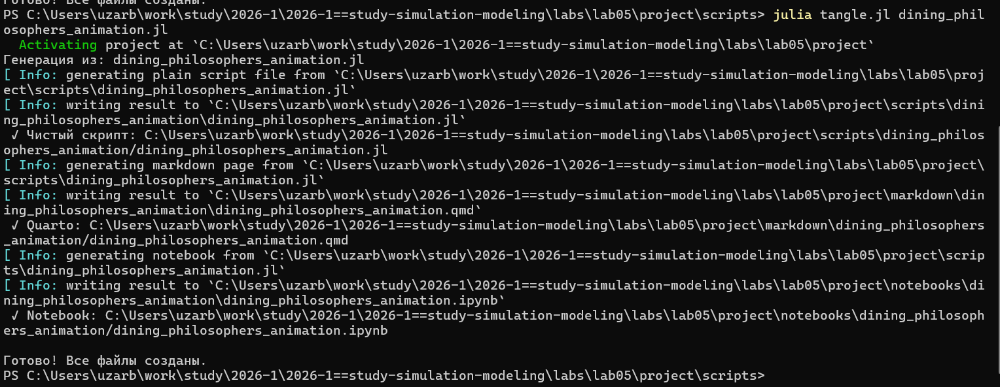 Готово! Все файлы созданы.
PS C:\Users\uzarb\work\study\2026-1\2026-1==study-simulation-modeling\labs\lab05\project\scripts> julia tangle.jl dining_phil
osophers_animation.jl
  Activating project at `C:\Users\uzarb\work\study\2026-1\2026-1==study-simulation-modeling\labs\lab05\project`
Генерация из: dining_philosophers_animation.jl
[ Info: generating plain script file from `C:\Users\uzarb\work\study\2026-1\2026-1==study-simulation-modeling\labs\lab05\proj
ect\scripts\dining_philosophers_animation.jl`
[ Info: writing result to `C:\Users\uzarb\work\study\2026-1\2026-1==study-simulation-modeling\labs\lab05\project\scripts\dini
ng_philosophers_animation\dining_philosophers_animation.jl`
 ✓ Чистый скрипт: C:\Users\uzarb\work\study\2026-1\2026-1==study-simulation-modeling\labs\lab05\project\scripts\dining_philos
ophers_animation/dining_philosophers_animation.jl
[ Info: generating markdown page from `C:\Users\uzarb\work\study\2026-1\2026-1==study-simulation-modeling\labs\lab05\project\
scripts\dining_philosophers_animation.jl`
[ Info: writing result to `C:\Users\uzarb\work\study\2026-1\2026-1==study-simulation-modeling\labs\lab05\project\markdown\din
ing_philosophers_animation\dining_philosophers_animation.qmd`
 ✓ Quarto: C:\Users\uzarb\work\study\2026-1\2026-1==study-simulation-modeling\labs\lab05\project\markdown\dining_philosophers
_animation/dining_philosophers_animation.qmd
[ Info: generating notebook from `C:\Users\uzarb\work\study\2026-1\2026-1==study-simulation-modeling\labs\lab05\project\scrip
ts\dining_philosophers_animation.jl`
[ Info: writing result to `C:\Users\uzarb\work\study\2026-1\2026-1==study-simulation-modeling\labs\lab05\project\notebooks\di
ning_philosophers_animation\dining_philosophers_animation.ipynb`
 ✓ Notebook: C:\Users\uzarb\work\study\2026-1\2026-1==study-simulation-modeling\labs\lab05\project\notebooks\dining_philosoph
ers_animation/dining_philosophers_animation.ipynb
Готово! Все файлы созданы.
PS C:\Users\uzarb\work\study\2026-1\2026-1==study-simulation-modeling\labs\lab05\project\scripts>